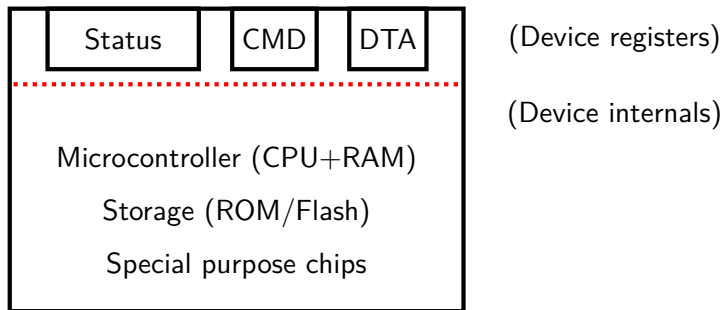 Status CMD DTA (Device registers)
(Device internals)
Microcontroller (CPU+RAM)
Storage (ROM/Flash)
Special purpose chips